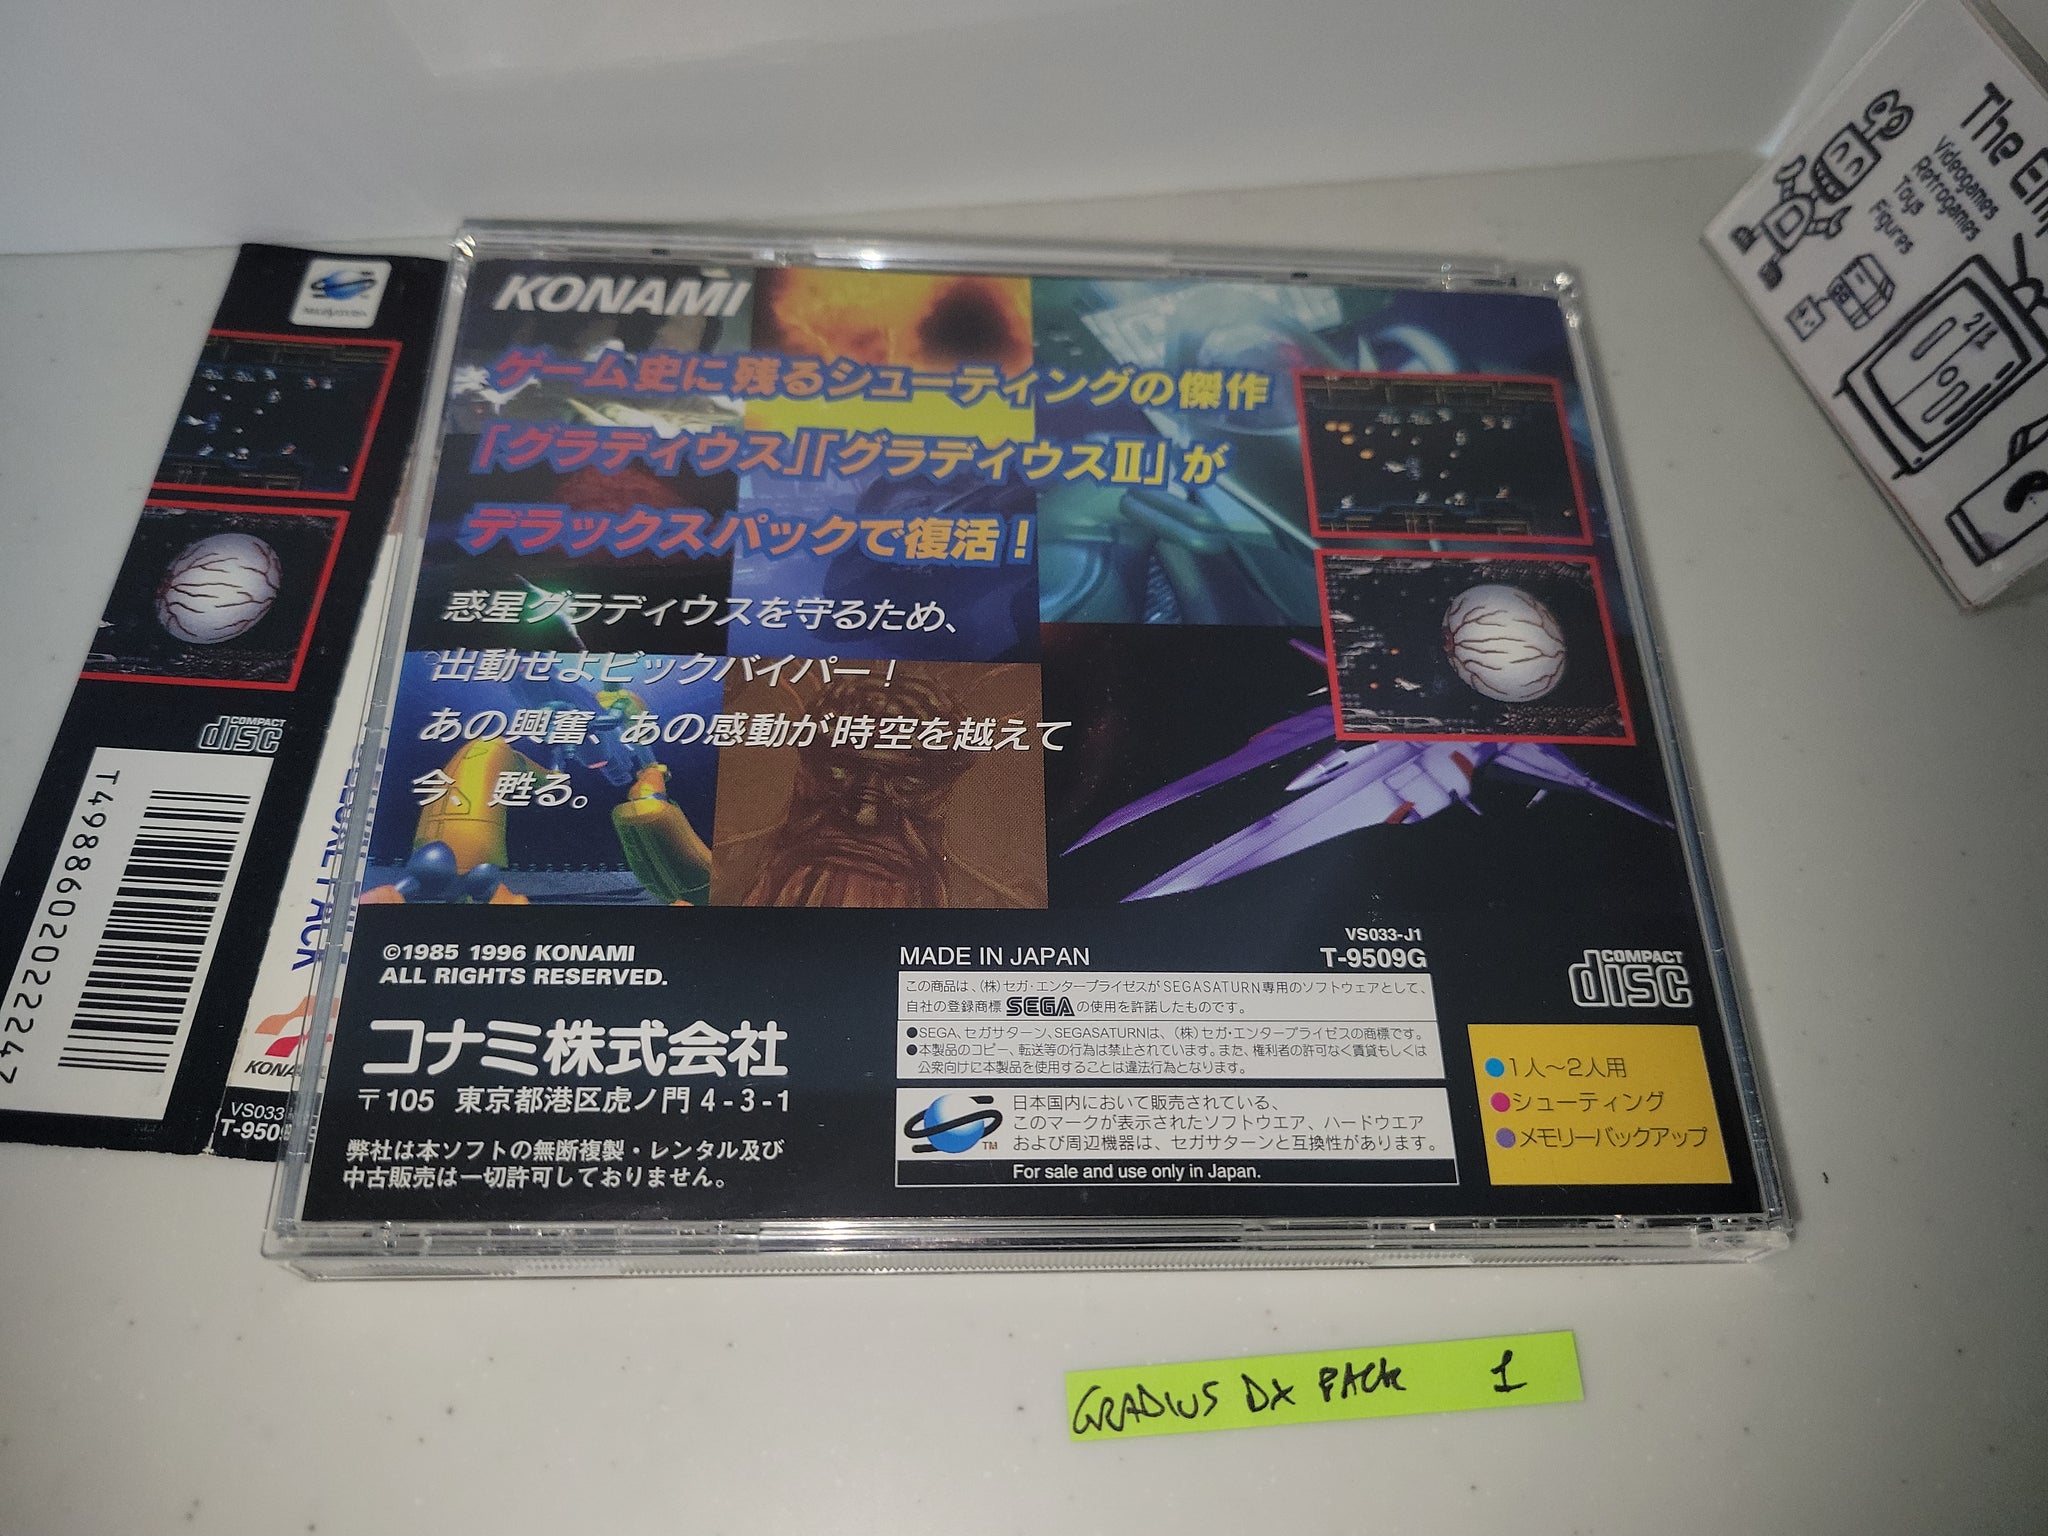 KONAMI
ゲーム史に残るシューティングの傑作
「グラディウス」「グラディウスII」が
デラックスパックで復活！
惑星グラディウスを守るため、
出動せよビックバイパー！
あの興奮、あの感動が時空を越えて
今、甦る。
©1985 1996 KONAMI
ALL RIGHTS RESERVED.
コナミ株式会社
〒105 東京都港区虎ノ門4-3-1
弊社は本ソフトの無断複製・レンタル及び
中古販売は一切許可しておりません。
MADE IN JAPAN
VS033-J1
T-9509G
この商品は、(株)セガ・エンタープライゼスがSEGASATURN専用のソフトウェアとして、
自社の登録商標 SEGA の使用を許諾したものです。
●SEGA、セガサターン、SEGASATURNは、(株)セガ・エンタープライゼスの商標です。
●本製品のコピー、転送等の行為は禁止されています。また、権利者の許可なく賃貸もしくは
公衆向けに本製品を使用することは違法行為となります。
TM
日本国内において販売されている、
このマークが表示されたソフトウエア、ハードウエア
および周辺機器は、セガサターンと互換性があります。
For sale and use only in Japan.
COMPACT
disc
●1人〜2人用
●シューティング
●メモリーバックアップ
COMPACT
disc
T4988602022247
PACK
VS033
T-950
GRADIUS DX PACK 1
The
Videogames
Retrogames
Toys
Figures